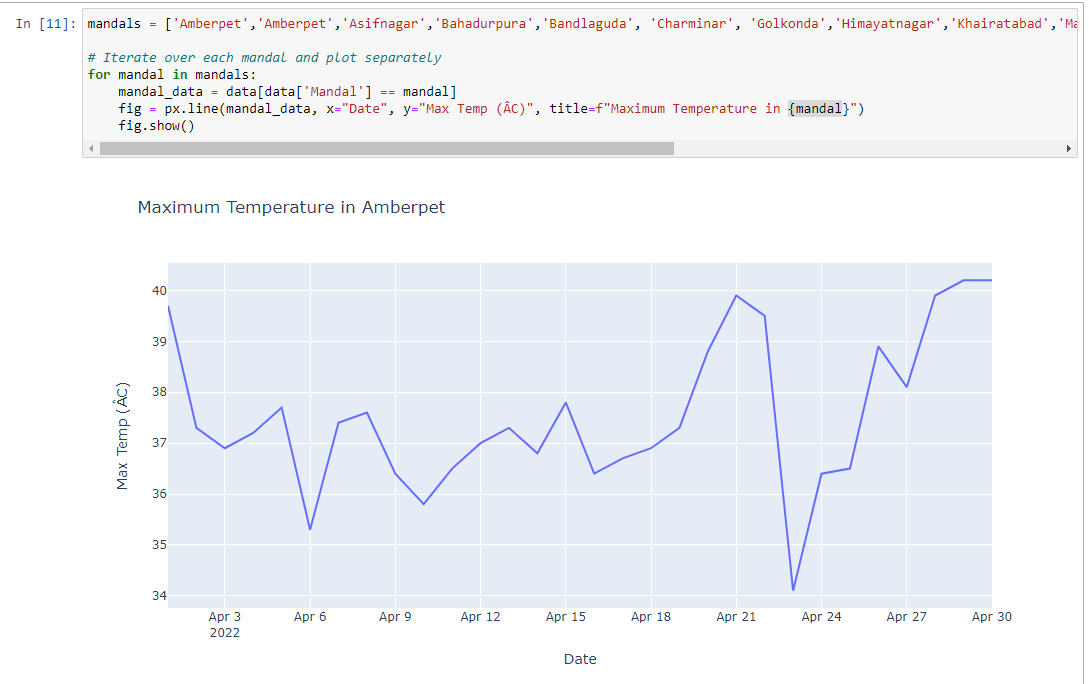 In [11]: mandals = ['Amberpet','Amberpet','Asifnagar','Bahadurpura','Bandlaguda', 'Charminar', 'Golkonda','Himayatnagar','Khairatabad','Ma
# Iterate over each mandal and plot separately
for mandal in mandals:
    mandal_data = data[data['Mandal'] == mandal]
    fig = px.line(mandal_data, x="Date", y="Max Temp (ÂC)", title=f"Maximum Temperature in {mandal}")
    fig.show()
Maximum Temperature in Amberpet
40
39
38
37
36
35
34
Max Temp (ÂC)
Apr 3 Apr 6 Apr 9 Apr 12 Apr 15 Apr 18 Apr 21 Apr 24 Apr 27 Apr 30
2022
Date